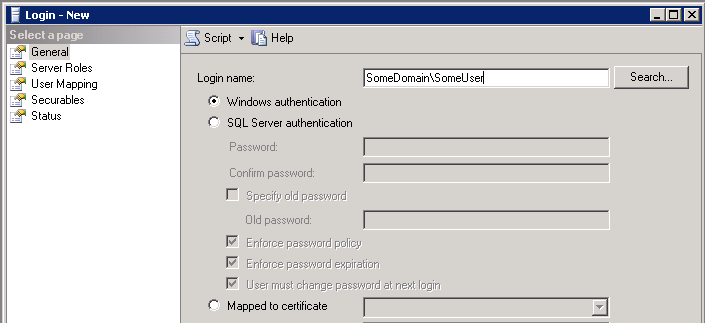 Login - New
Select a page
General
Server Roles
User Mapping
Securables
Status
Script Help
Login name: SomeDomain\SomeUser Search...
Windows authentication
SQL Server authentication
Password:
Confirm password:
Specify old password
Old password:
Enforce password policy
Enforce password expiration
User must change password at next login
Mapped to certificate